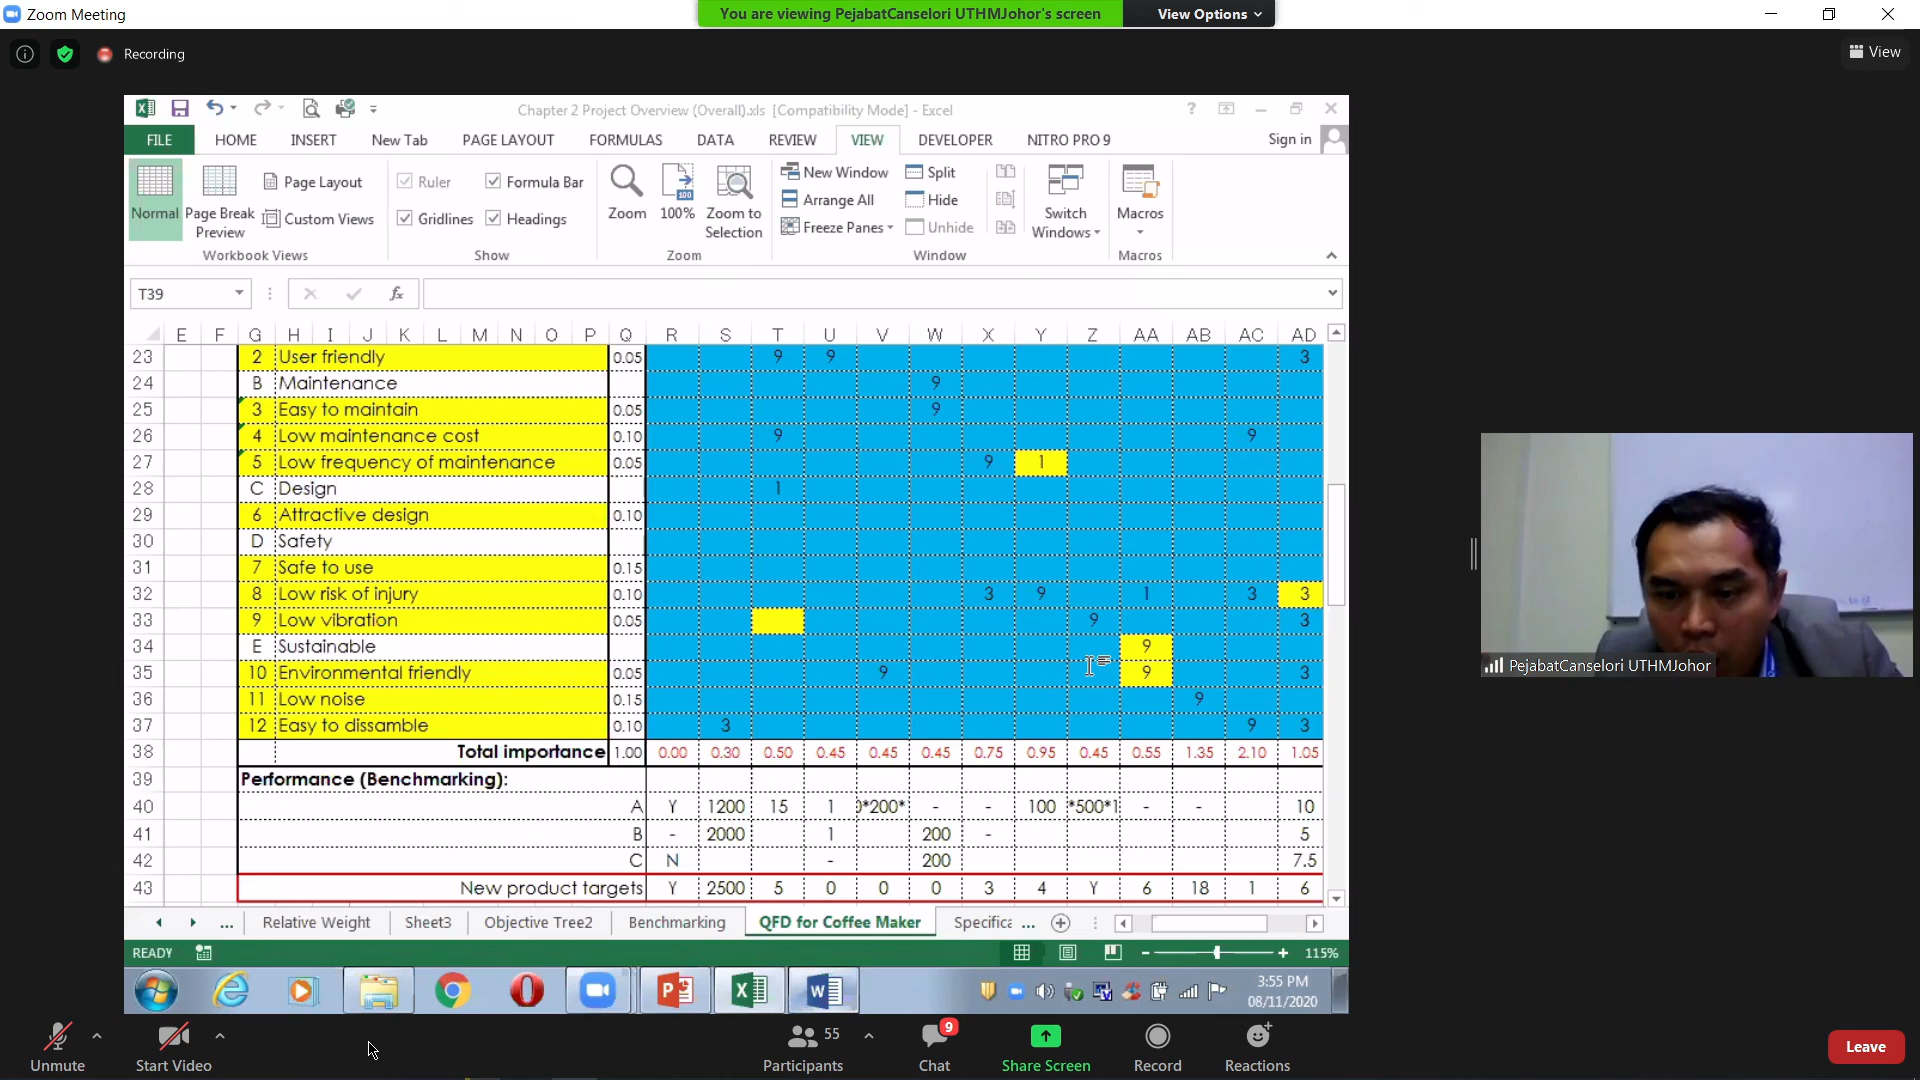 Zoom Meeting
You are viewing PejabatCanselori UTHMJohor's screen
View Options
Recording
View
Chapter 2 Project Overview (Overall).xls [Compatibility Mode] - Excel
FILE HOME INSERT New Tab PAGE LAYOUT FORMULAS DATA REVIEW VIEW DEVELOPER NITRO PRO 9 Sign in
Normal
Page Break Preview
Page Layout
Custom Views
Workbook Views
Ruler
Formula Bar
Gridlines
Headings
Show
Zoom
100%
Zoom to Selection
Zoom
New Window
Arrange All
Freeze Panes
Split
Hide
Unhide
Switch Windows
Window
Macros
Macros
T39
fx
E F G H I J K L M N O P Q R S T U V W X Y Z AA AB AC AD
23 2 User friendly 0.05 9 9 3
24 B Maintenance 9
25 3 Easy to maintain 0.05 9
26 4 Low maintenance cost 0.10 9 9
27 5 Low frequency of maintenance 0.05 9 1
28 C Design 1
29 6 Attractive design 0.10
30 D Safety
31 7 Safe to use 0.15
32 8 Low risk of injury 0.10 3 9 1 3 3
33 9 Low vibration 0.05 9 3
34 E Sustainable 9
35 10 Environmental friendly 0.05 9 9 3
36 11 Low noise 0.15 9
37 12 Easy to dissamble 0.10 3 9 3
38 Total importance 1.00 0.00 0.30 0.50 0.45 0.45 0.45 0.75 0.95 0.45 0.55 1.35 2.10 1.05
39 Performance (Benchmarking):
40 A Y 1200 15 1 *200* - - 100 *500*1 - - 10
41 B - 2000 1 200 - 5
42 C N - 200 7.5
43 New product targets Y 2500 5 0 0 0 3 4 Y 6 18 1 6
... Relative Weight Sheet3 Objective Tree2 Benchmarking QFD for Coffee Maker Specifica ...
READY
115%
3:55 PM
08/11/2020
PejabatCanselori UTHMJohor
Unmute
Start Video
55
Participants
9
Chat
Share Screen
Record
Reactions
Leave